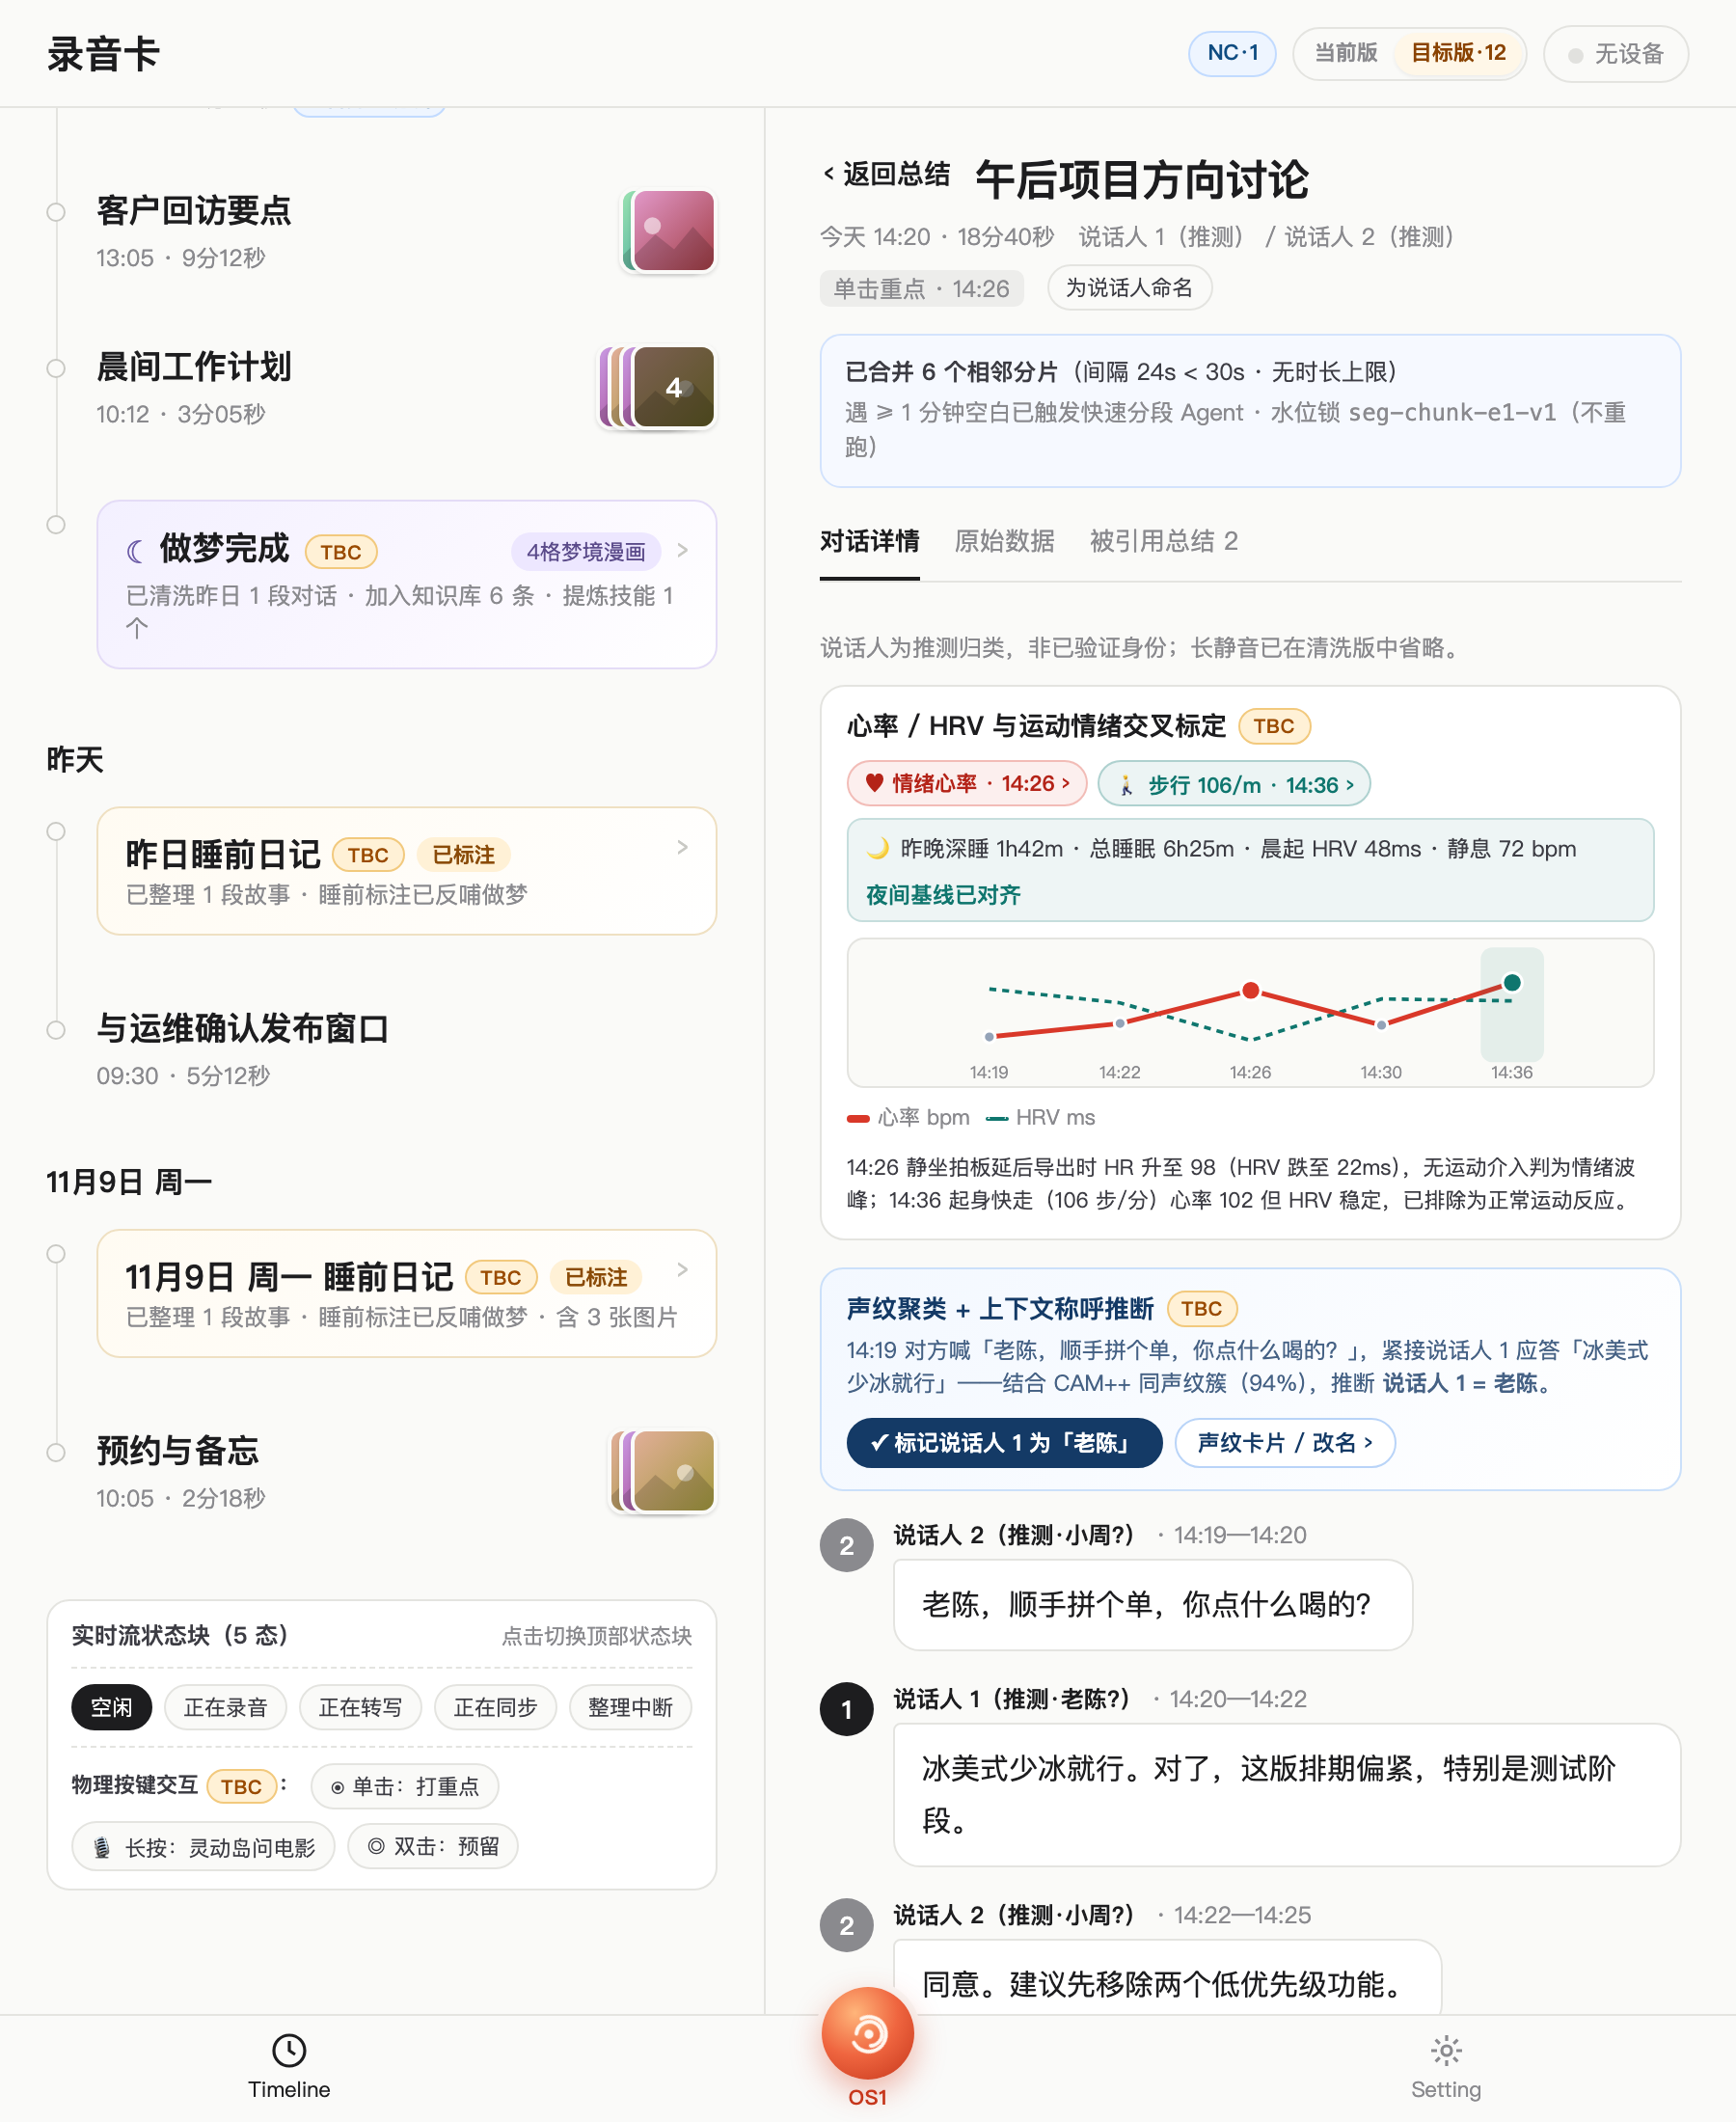 录音卡
NC·1
当前版
目标版·12
无设备
客户回访要点
13:05 · 9分12秒
晨间工作计划
10:12 · 3分05秒
4
做梦完成
TBC
4格梦境漫画
已清洗昨日 1 段对话 · 加入知识库 6 条 · 提炼技能 1
个
昨天
昨日睡前日记
TBC
已标注
已整理 1 段故事 · 睡前标注已反哺做梦
与运维确认发布窗口
09:30 · 5分12秒
11月9日 周一
11月9日 周一 睡前日记
TBC
已标注
已整理 1 段故事 · 睡前标注已反哺做梦 · 含 3 张图片
预约与备忘
10:05 · 2分18秒
实时流状态块（5 态）
点击切换顶部状态块
空闲
正在录音
正在转写
正在同步
整理中断
物理按键交互 TBC：
单击：打重点
长按：灵动岛问电影
双击：预留
‹ 返回总结
午后项目方向讨论
今天 14:20 · 18分40秒 说话人 1（推测） / 说话人 2（推测）
单击重点 · 14:26
为说话人命名
已合并 6 个相邻分片（间隔 24s < 30s · 无时长上限）
遇 ≥ 1 分钟空白已触发快速分段 Agent · 水位锁 seg-chunk-e1-v1（不重
跑）
对话详情
原始数据
被引用总结 2
说话人为推测归类，非已验证身份；长静音已在清洗版中省略。
心率 / HRV 与运动情绪交叉标定
TBC
♥ 情绪心率 · 14:26 ›
步行 106/m · 14:36 ›
昨晚深睡 1h42m · 总睡眠 6h25m · 晨起 HRV 48ms · 静息 72 bpm
夜间基线已对齐
14:19
14:22
14:26
14:30
14:36
心率 bpm
HRV ms
14:26 静坐拍板延后导出时 HR 升至 98（HRV 跌至 22ms），无运动介入判为情绪波
峰；14:36 起身快走（106 步/分）心率 102 但 HRV 稳定，已排除为正常运动反应。
声纹聚类 + 上下文称呼推断
TBC
14:19 对方喊「老陈，顺手拼个单，你点什么喝的？」，紧接说话人 1 应答「冰美式
少冰就行」——结合 CAM++ 同声纹簇（94%），推断 说话人 1 = 老陈。
✓ 标记说话人 1 为「老陈」
声纹卡片 / 改名 ›
2
说话人 2（推测·小周?） · 14:19—14:20
老陈，顺手拼个单，你点什么喝的？
1
说话人 1（推测·老陈?） · 14:20—14:22
冰美式少冰就行。对了，这版排期偏紧，特别是测试阶
段。
2
说话人 2（推测·小周?） · 14:22—14:25
同意。建议先移除两个低优先级功能。
Timeline
OS1
Setting